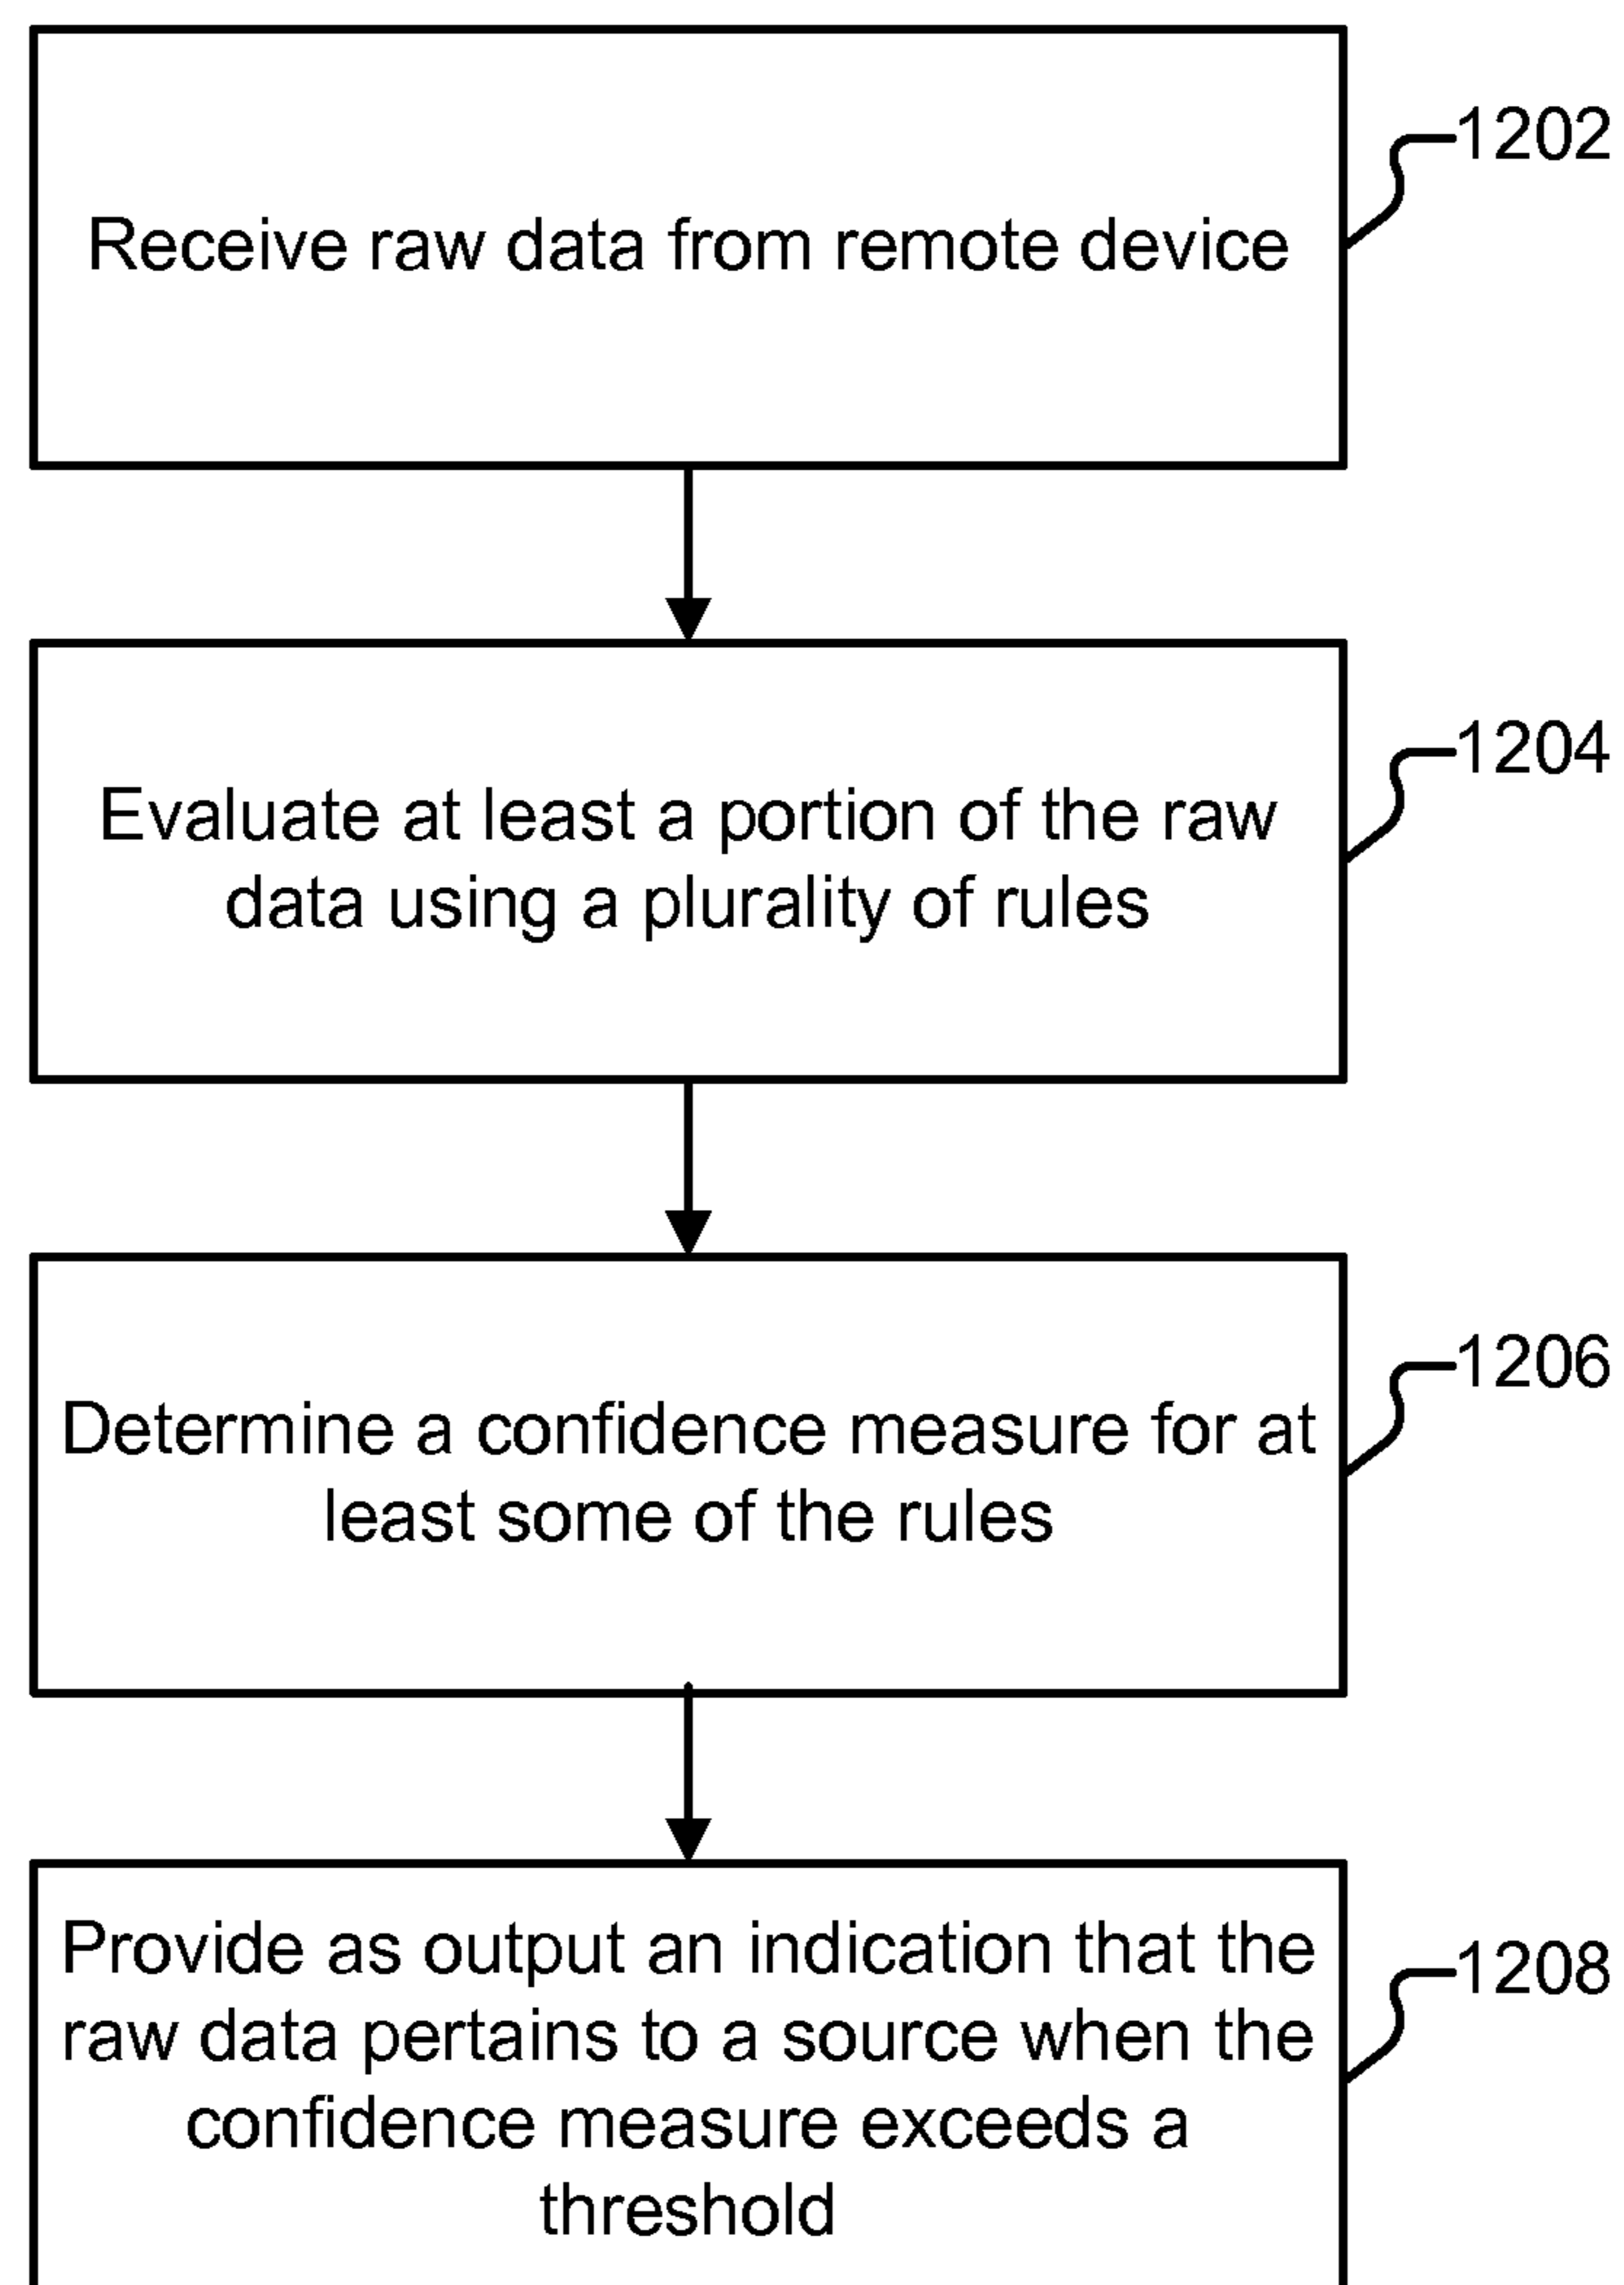 1202
Receive raw data from remote device
1204
Evaluate at least a portion of the raw
data using a plurality of rules
1206
Determine a confidence measure for at
least some of the rules
1208
Provide as output an indication that the
raw data pertains to a source when the
confidence measure exceeds a
threshold